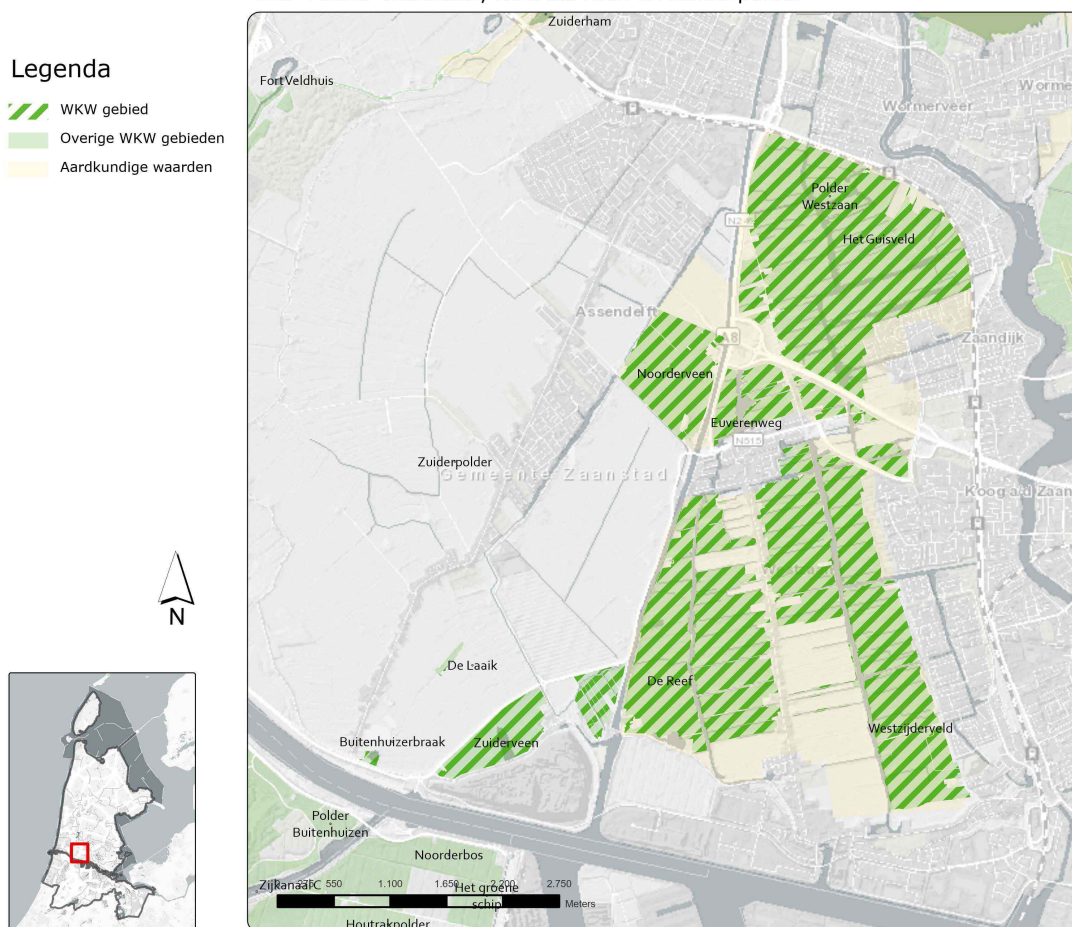 Legenda
WKW gebied
Overige WKW gebieden
Aardkundige waarden
N
Zuiderham
Fort Veldhuis
Wormerveer
Worme
Polder
Westzaan
Het Guisveld
Assendelft
A8
Zaandijk
Noorderveen
Euverenweg
N515
Zuiderpolder
Gemeente Zaanstad
Koog a/d Zaan
De Laaik
De Reef
Westzijderveld
Buitenhuizerbraak
Zuiderveen
Polder
Buitenhuizen
Noorderbos
Zijkanaal C
275 550 1.100 1.650 2.200 2.750
Meters
Het groene
schip
Houtrakpolder